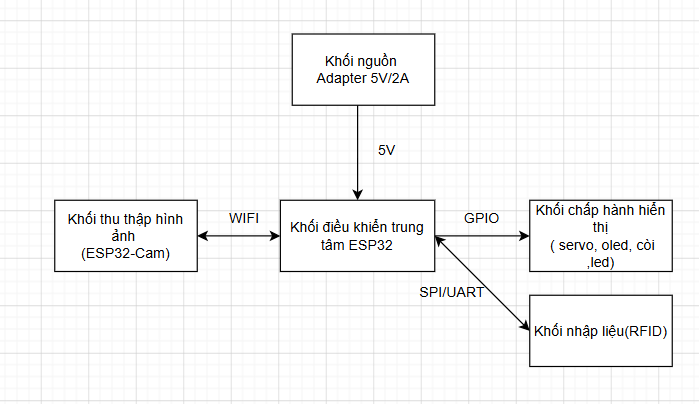 Khối nguồn
Adapter 5V/2A
5V
Khối thu thập hình
ảnh
(ESP32-Cam)
WIFI
Khối điều khiển trung
tâm ESP32
GPIO
Khối chấp hành hiển
thị
( servo, oled, còi
,led)
SPI/UART
Khối nhập liệu(RFID)